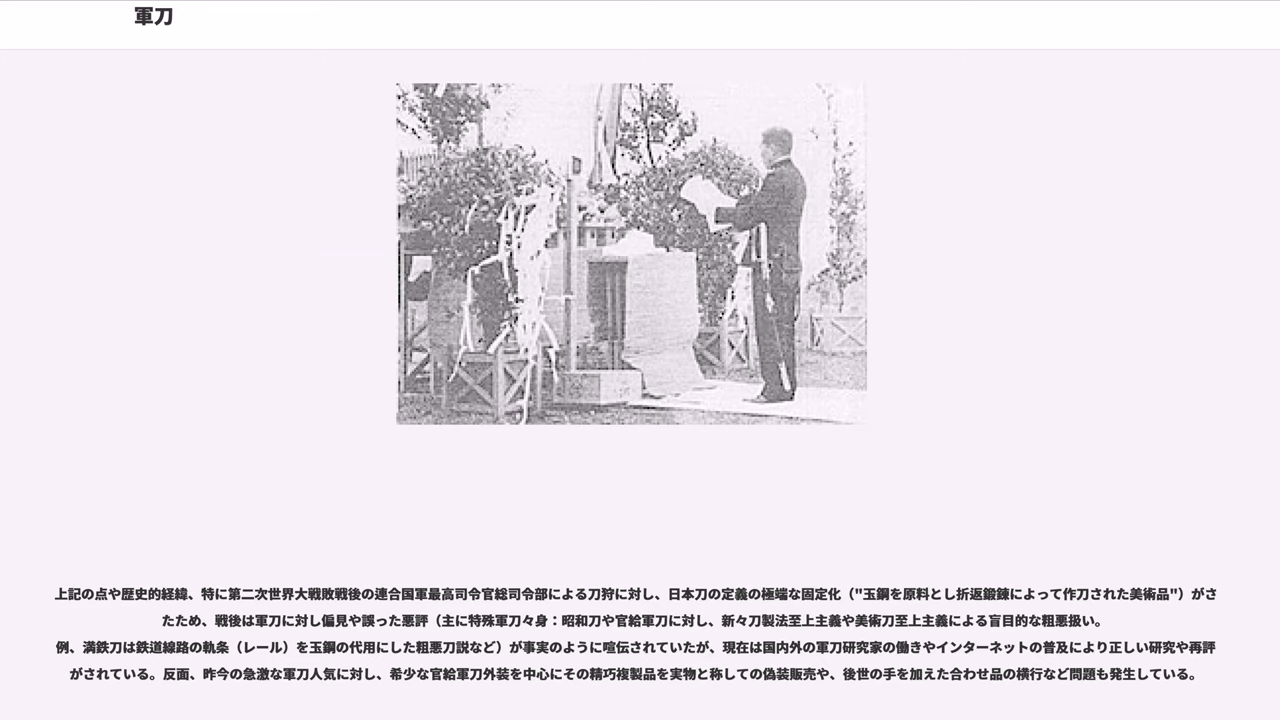 軍刀
上記の点や歴史的経緯、特に第二次世界大戦敗戦後の連合国軍最高司令官総司令部による刀狩に対し、日本刀の定義の極端な固定化（"玉鋼を原料とし折返鍛錬によって作刀された美術品"）がさ
たため、戦後は軍刀に対し偏見や誤った悪評（主に特殊軍刀々身：昭和刀や官給軍刀に対し、新々刀製法至上主義や美術刀至上主義による盲目的な粗悪扱い。
例、満鉄刀は鉄道線路の軌条（レール）を玉鋼の代用にした粗悪刀説など）が事実のように喧伝されていたが、現在は国内外の軍刀研究家の働きやインターネットの普及により正しい研究や再評
がされている。反面、昨今の急激な軍刀人気に対し、希少な官給軍刀外装を中心にその精巧複製品を実物と称しての偽装販売や、後世の手を加えた合わせ品の横行など問題も発生している。